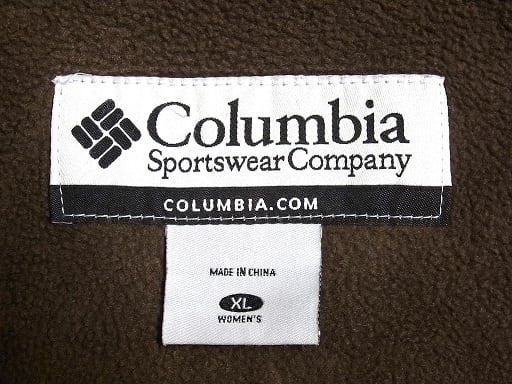 Columbia
Sportswear Company
COLUMBIA.COM
MADE IN CHINA
XL
WOMEN'S